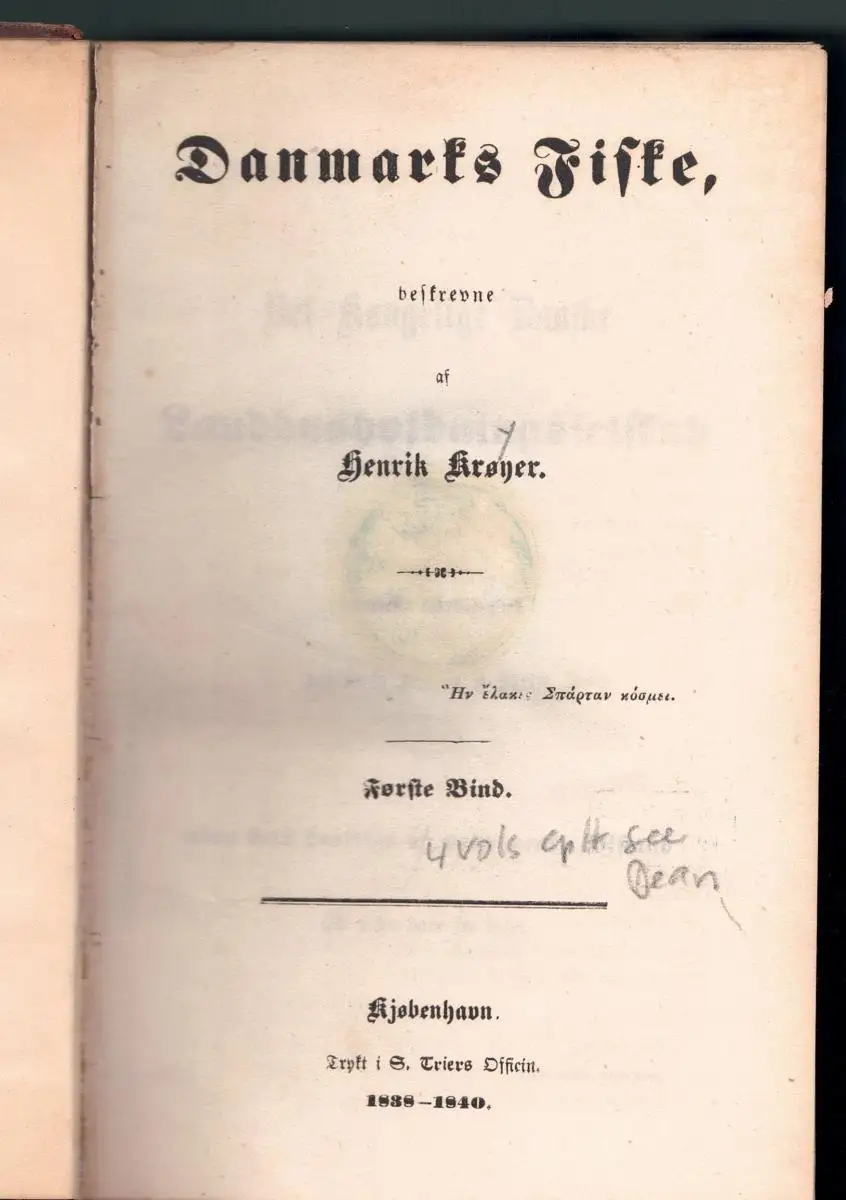 Danmarks Fiske,
beskrevne
af
y
Henrik Krøyer.
Ἣν ἔλακες Σπάρταν κόσμει.
Første Bind.
4 vols cplt see
Dean
Kjøbenhavn.
Trykt i S. Triers Officin.
1838–1840.